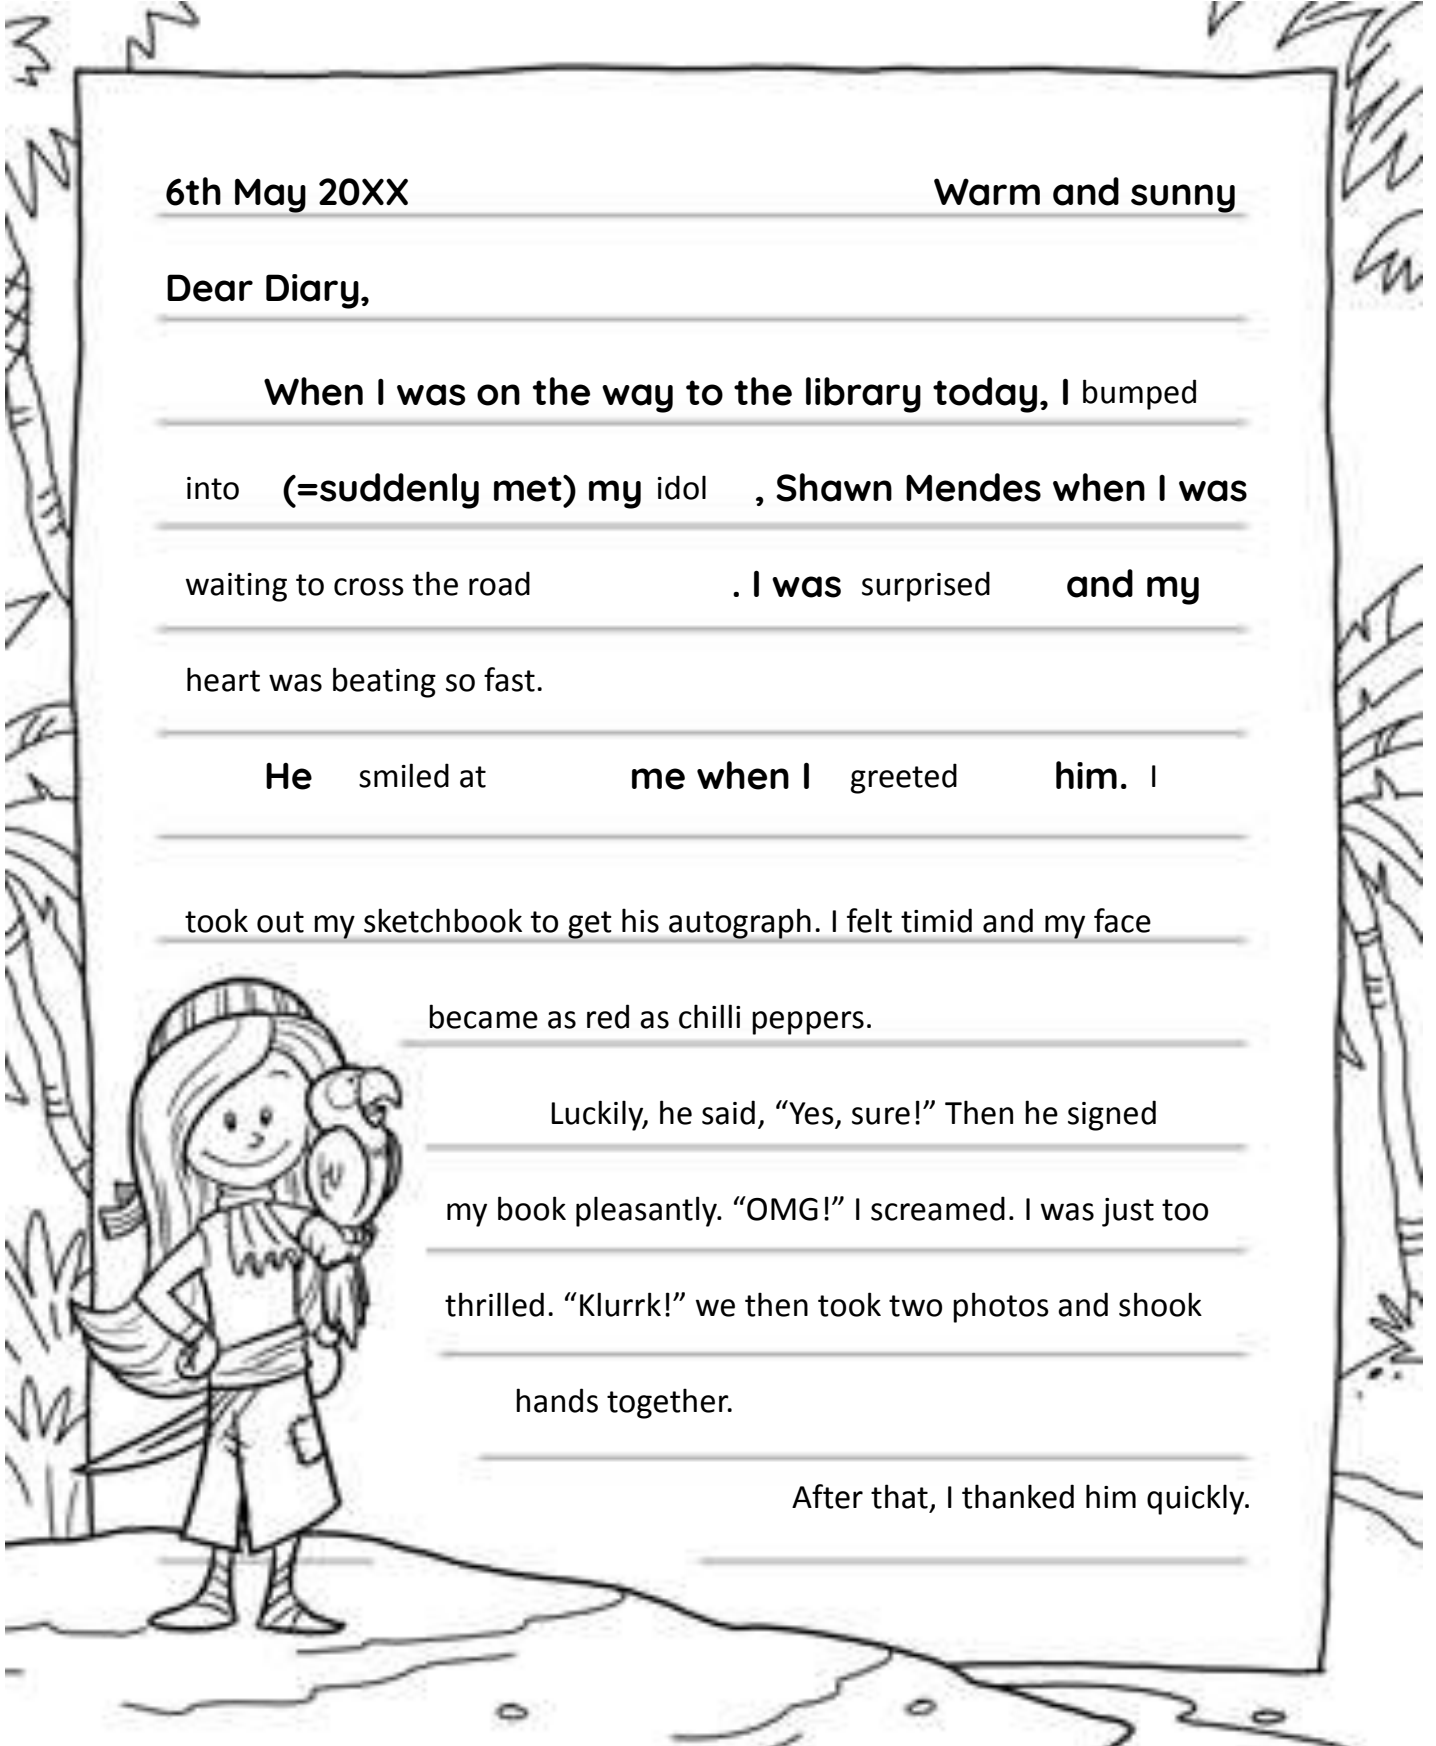 6th May 20XX Warm and sunny
Dear Diary,
When I was on the way to the library today, I bumped
into (=suddenly met) my idol , Shawn Mendes when I was
waiting to cross the road . I was surprised and my
heart was beating so fast.
He smiled at me when I greeted him. I
took out my sketchbook to get his autograph. I felt timid and my face
became as red as chilli peppers.
Luckily, he said, “Yes, sure!” Then he signed
my book pleasantly. “OMG!” I screamed. I was just too
thrilled. “Klurrk!” we then took two photos and shook
hands together.
After that, I thanked him quickly.